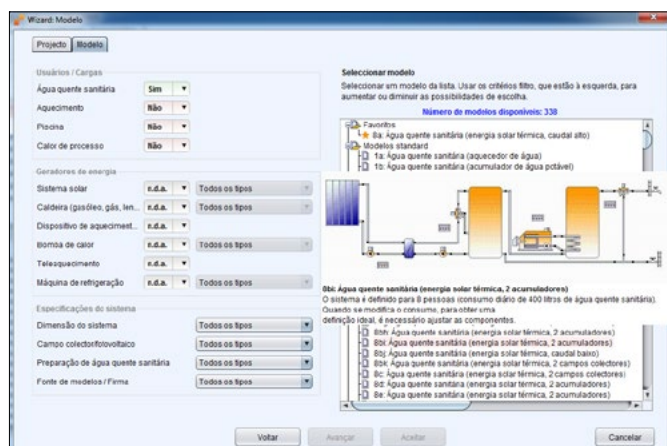 Wizard: Modelo
Projecto
Modelo
Usuários / Cargas
Água quente sanitária
Sim
Aquecimento
Não
Piscina
Não
Calor de processo
Não
Geradores de energia
Sistema solar
n.d.a.
Todos os tipos
Caldeira (gasóleo, gás, len...
n.d.a.
Todos os tipos
Dispositivo de aqueciment...
n.d.a.
Bomba de calor
n.d.a.
Todos os tipos
Teleaquecimento
n.d.a.
Máquina de refrigeração
n.d.a.
Todos os tipos
Especificações do sistema
Dimensão do sistema
Todos os tipos
Campo colector/fotovoltaico
Todos os tipos
Preparação de água quente sanitária
Todos os tipos
Fonte de modelos / Firma
Todos os tipos
Seleccionar modelo
Seleccionar um modelo da lista. Usar os critérios filtro, que estão à esquerda, para
aumentar ou diminuir as possibilidades de escolha.
Número de modelos disponíveis: 338
Favoritos
8a: Água quente sanitária (energia solar térmica, caudal alto)
Modelos standard
1a: Água quente sanitária (aquecedor de água)
1b: Água quente sanitária (acumulador de água potável)
8bi: Água quente sanitária (energia solar térmica, 2 acumuladores)
O sistema é definido para 8 pessoas (consumo diário de 400 litros de água quente sanitária).
Quando se modifica o consumo, para obter uma
definição ideal, é necessário ajustar as componentes.
8bh: Água quente sanitária (energia solar térmica, 2 acumuladores)
8bi: Água quente sanitária (energia solar térmica, 2 acumuladores)
8bj: Água quente sanitária (energia solar térmica, caudal baixo)
8bk: Água quente sanitária (energia solar térmica, 2 campos colectores)
8c: Água quente sanitária (energia solar térmica, 2 campos colectores)
8d: Água quente sanitária (energia solar térmica, 2 acumuladores)
8e: Água quente sanitária (energia solar térmica, 2 acumuladores)
Voltar
Avançar
Aceitar
Cancelar